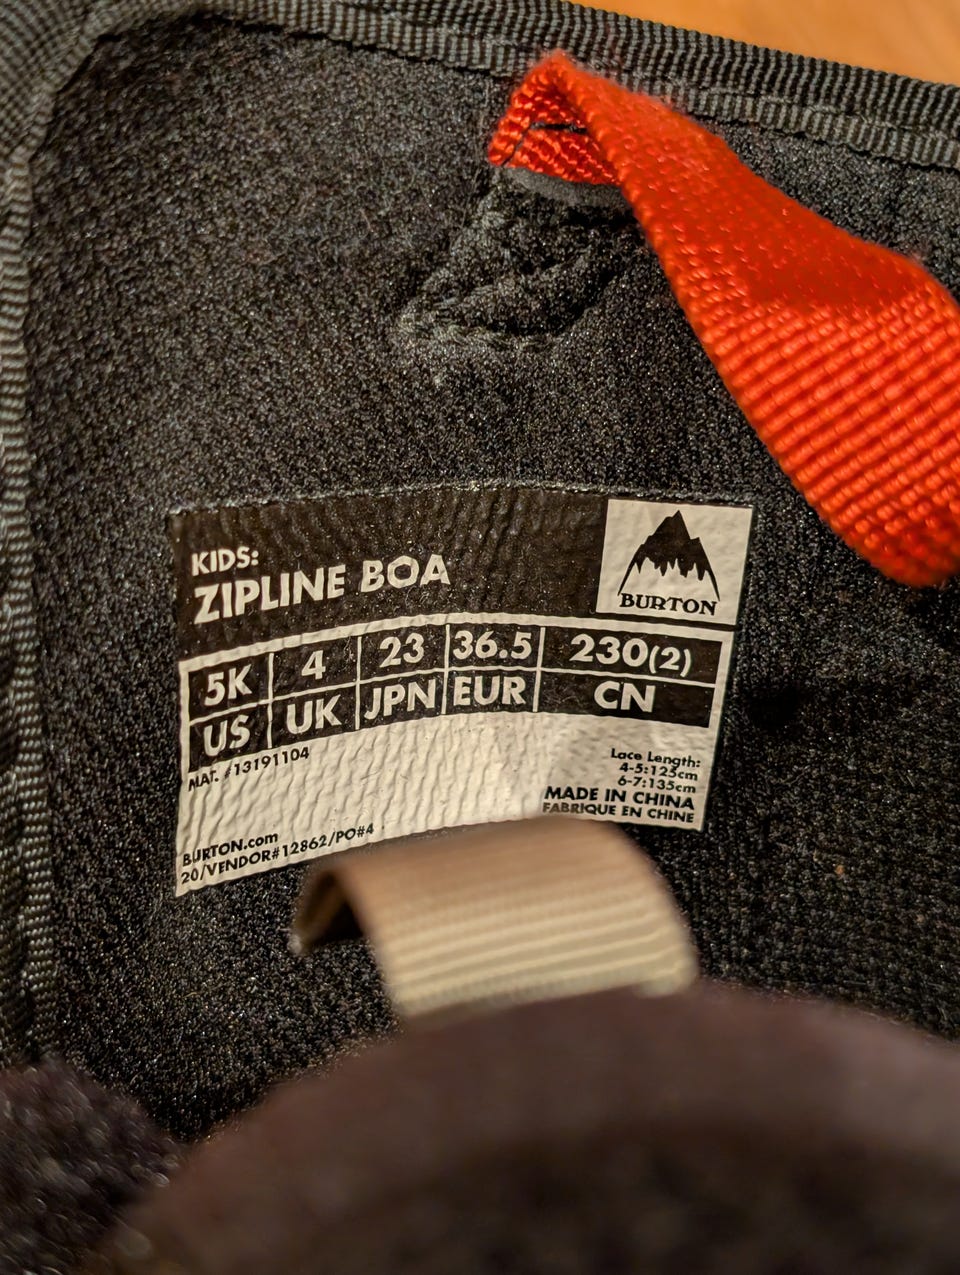 KIDS:
ZIPLINE BOA
BURTON
5K 4 23 36.5 230(2)
US UK JPN EUR CN
MAT. #13191104
Lace Length:
4-5:125cm
6-7:135cm
MADE IN CHINA
FABRIQUE EN CHINE
BURTON.com
20/VENDOR#12862/PO#4